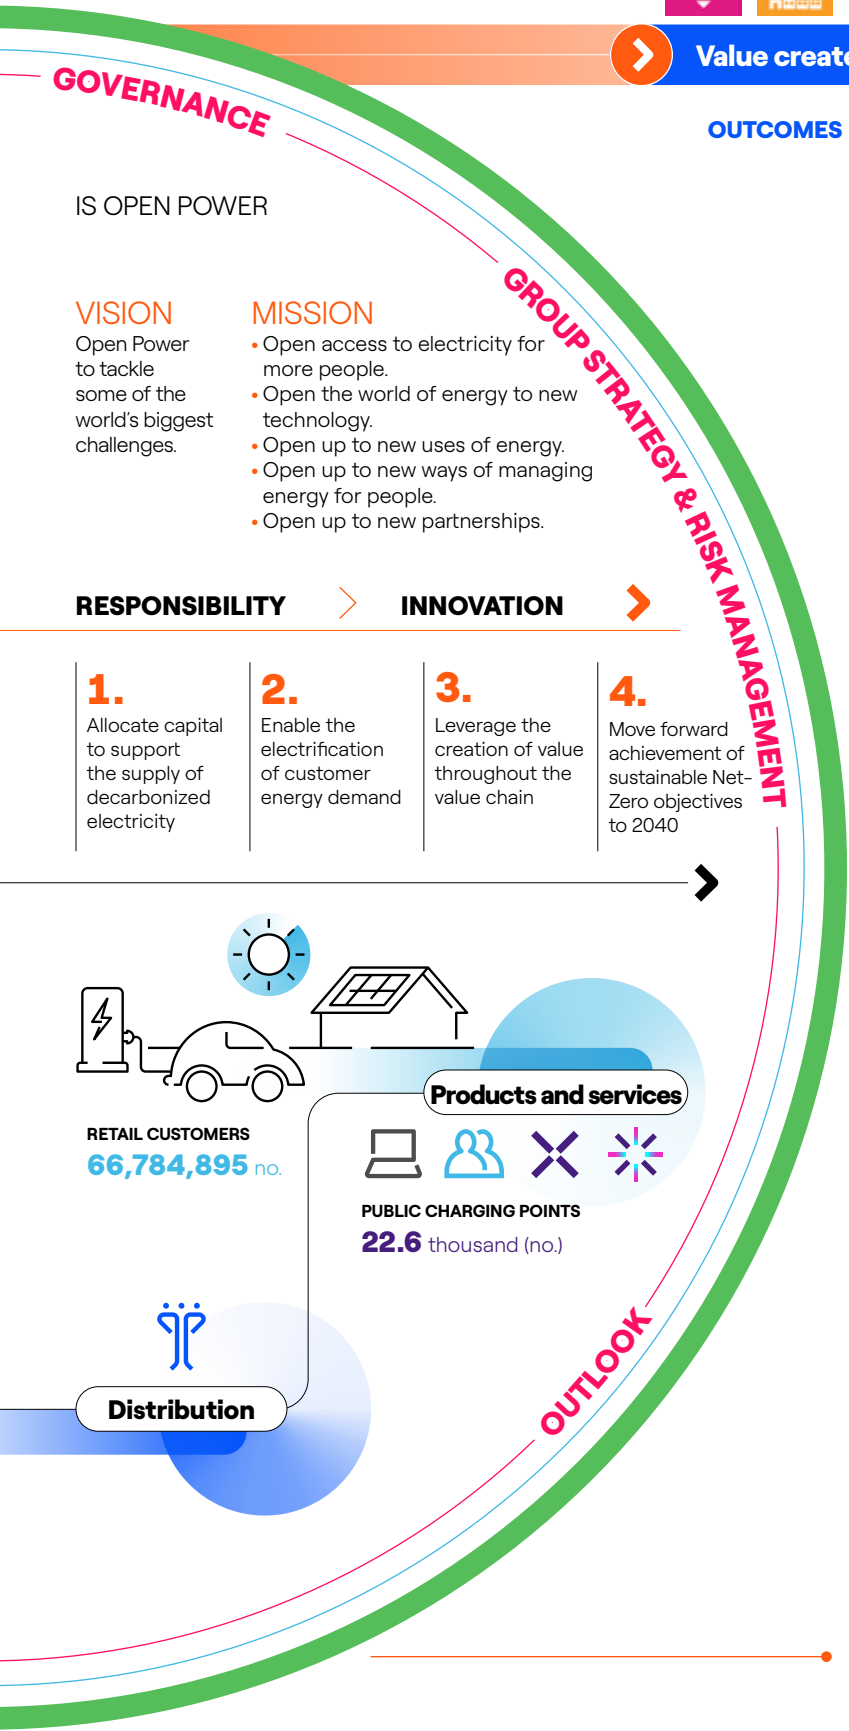 Value create
OUTCOMES
GOVERNANCE
IS OPEN POWER
GROUP STRATEGY & RISK MANAGEMENT
VISION
Open Power
to tackle
some of the
world's biggest
challenges.
MISSION
• Open access to electricity for
more people.
• Open the world of energy to new
technology.
• Open up to new uses of energy.
• Open up to new ways of managing
energy for people.
• Open up to new partnerships.
RESPONSIBILITY
INNOVATION
1.
Allocate capital
to support
the supply of
decarbonized
electricity
2.
Enable the
electrification
of customer
energy demand
3.
Leverage the
creation of value
throughout the
value chain
4.
Move forward
achievement of
sustainable Net-
Zero objectives
to 2040
Products and services
RETAIL CUSTOMERS
66,784,895 no.
PUBLIC CHARGING POINTS
22.6 thousand (no.)
OUTLOOK
Distribution